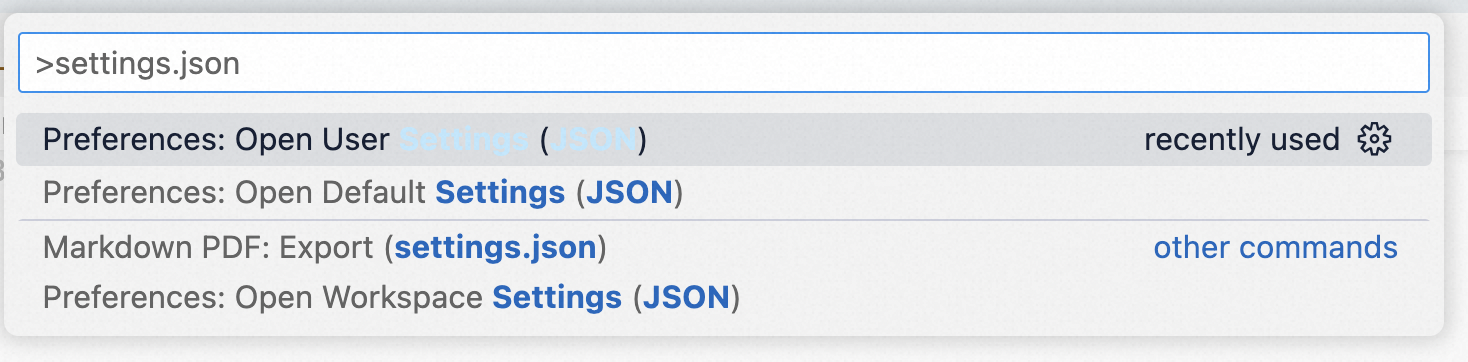 >settings.json
Preferences: Open User Settings (JSON) recently used
Preferences: Open Default Settings (JSON)
Markdown PDF: Export (settings.json) other commands
Preferences: Open Workspace Settings (JSON)